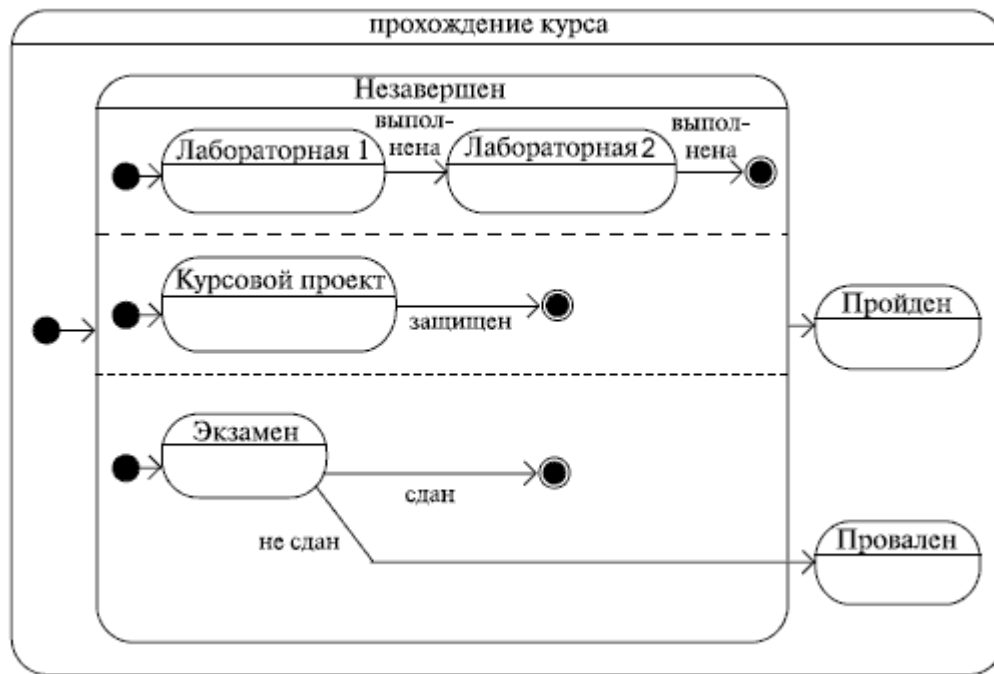 прохождение курса
Незавершен
выпол-
нена
выпол-
нена
Лабораторная 1
Лабораторная 2
Курсовой проект
защищен
Пройден
Экзамен
сдан
не сдан
Провален